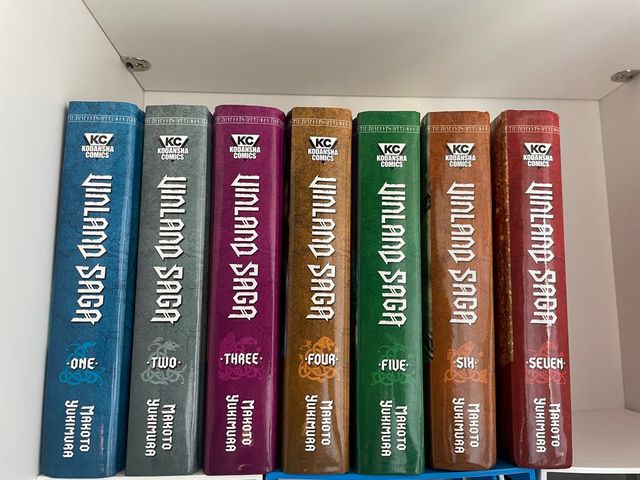 KC
KODANSHA
COMICS
VINLAND SAGA
·ONE·
MAKOTO
YUKIMURA
KC
KODANSHA
COMICS
VINLAND SAGA
·TWO·
MAKOTO
YUKIMURA
KC
KODANSHA
COMICS
VINLAND SAGA
·THREE·
MAKOTO
YUKIMURA
KC
KODANSHA
COMICS
VINLAND SAGA
·FOUR·
MAKOTO
YUKIMURA
KC
KODANSHA
COMICS
VINLAND SAGA
·FIVE·
MAKOTO
YUKIMURA
KC
KODANSHA
COMICS
VINLAND SAGA
·SIX·
MAKOTO
YUKIMURA
KC
KODANSHA
COMICS
VINLAND SAGA
·SEVEN·
MAKOTO
YUKIMURA